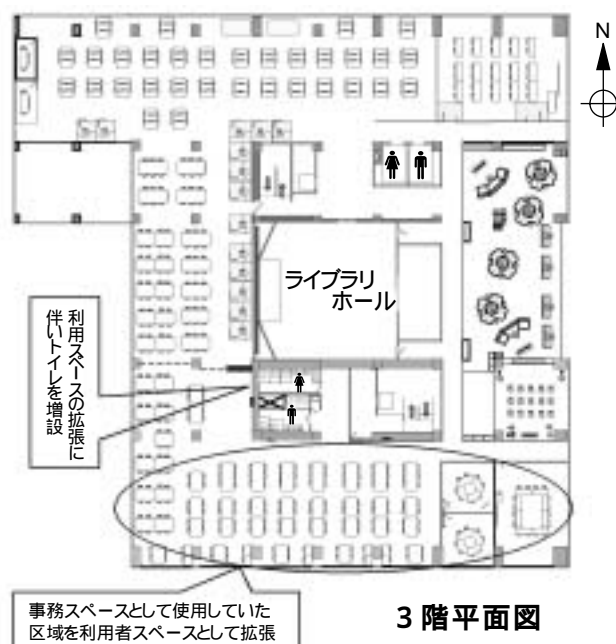 N
ライブラリ
ホール
利用スペースの拡張に
伴いトイレを増設
事務スペースとして使用していた
区域を利用者スペースとして拡張
3階平面図